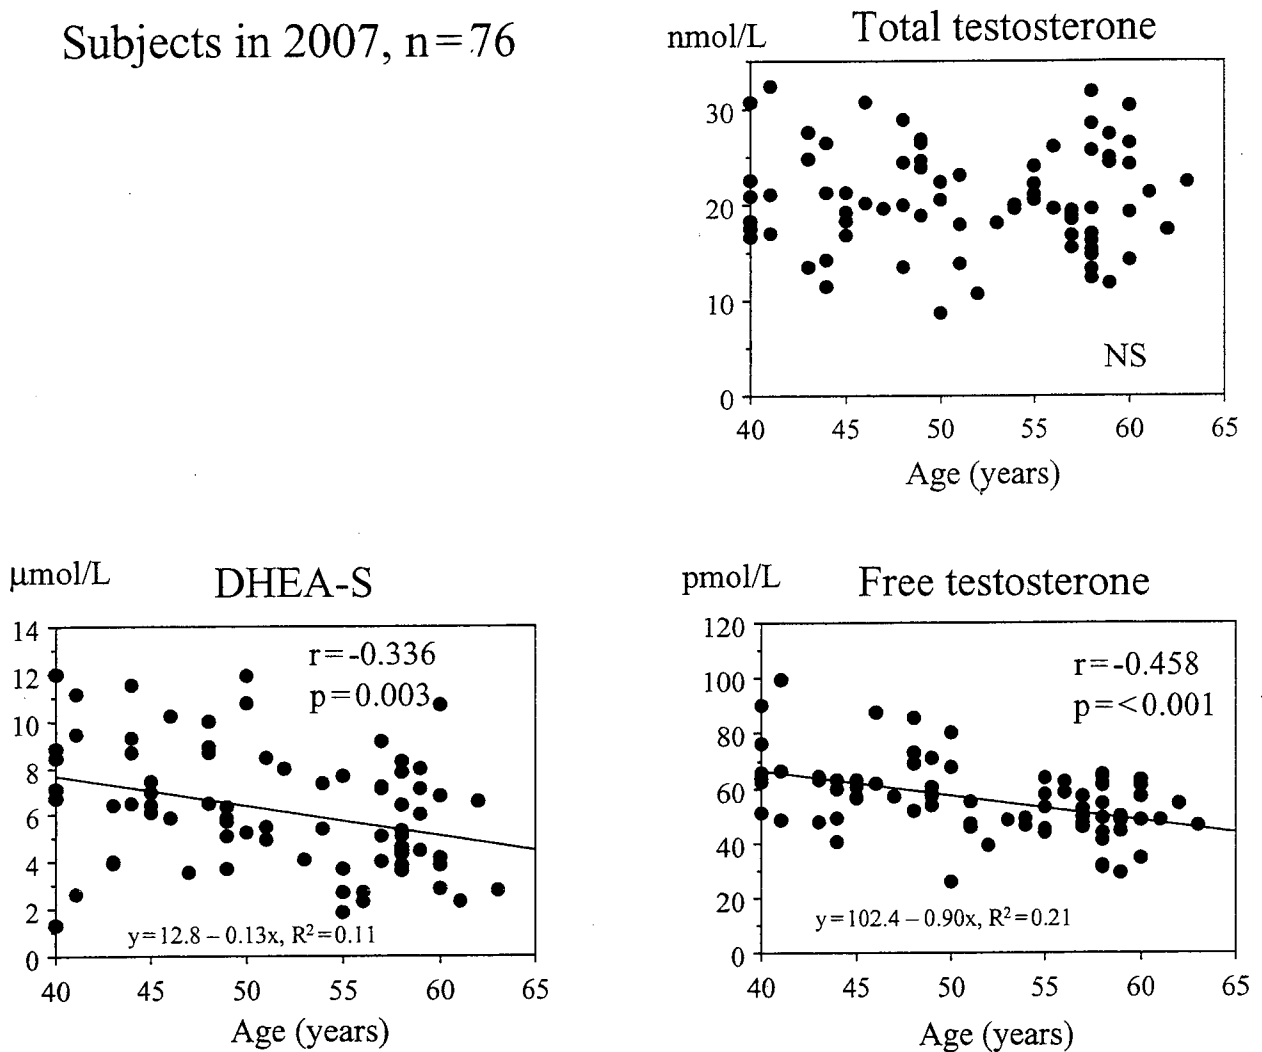 Subjects in 2007, n=76
nmol/L
Total testosterone
30
20
10
0
NS
40 45 50 55 60 65
Age (years)
μmol/L
DHEA-S
14
12
10
8
6
4
2
0
r=-0.336
p=0.003
y=12.8–0.13x, R²=0.11
40 45 50 55 60 65
Age (years)
pmol/L
Free testosterone
120
100
80
60
40
20
0
r=-0.458
p=<0.001
y=102.4–0.90x, R²=0.21
40 45 50 55 60 65
Age (years)